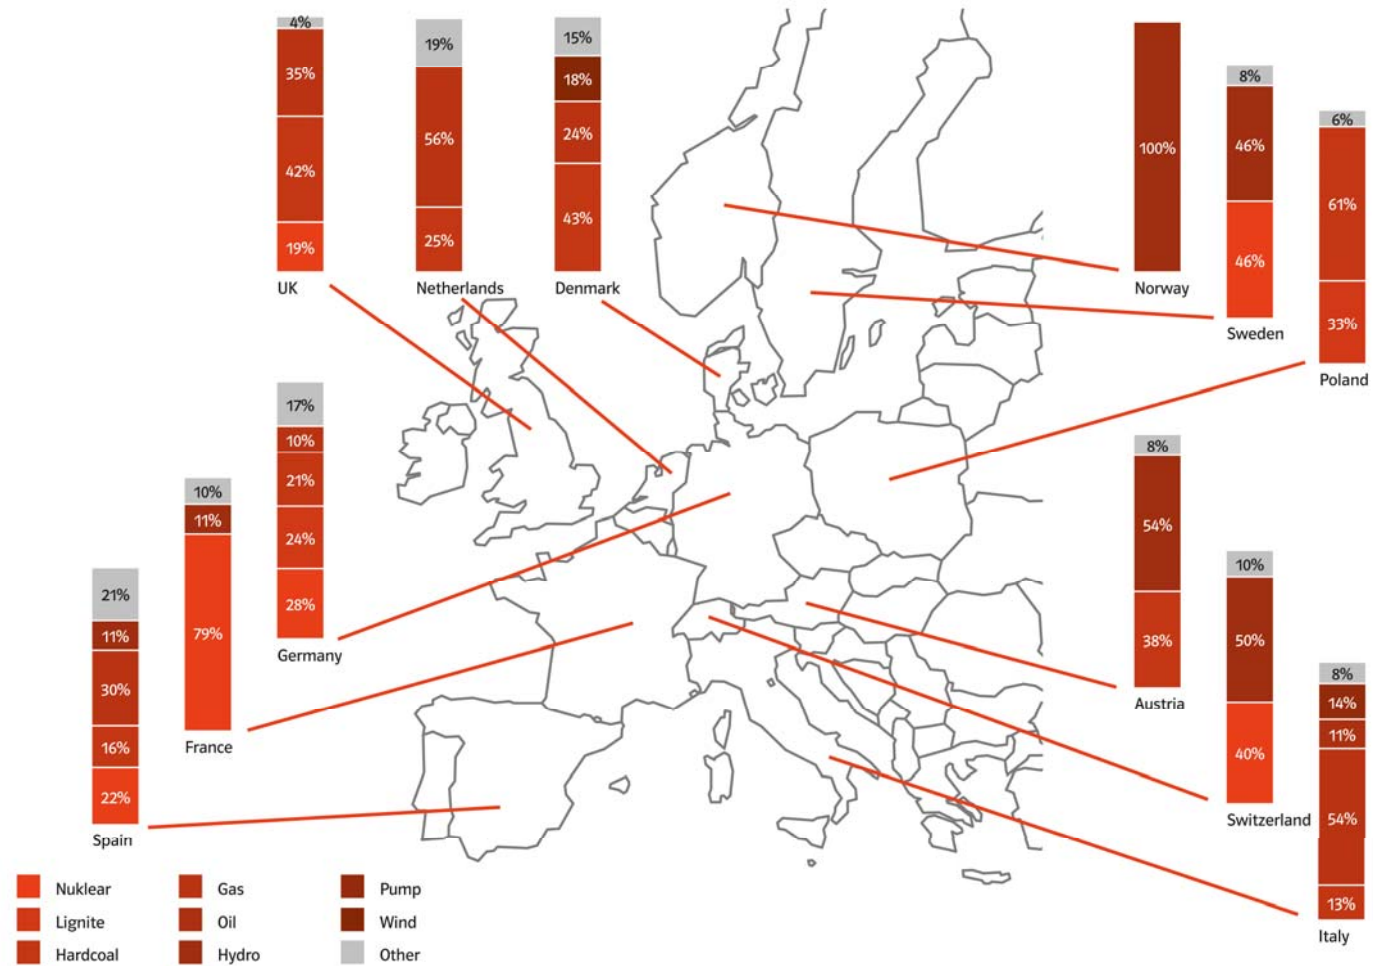 4%
35%
42%
19%
UK
19%
56%
25%
Netherlands
15%
18%
24%
43%
Denmark
100%
Norway
8%
46%
46%
Sweden
6%
61%
33%
Poland
17%
10%
21%
24%
28%
Germany
10%
11%
79%
France
21%
11%
30%
16%
22%
Spain
8%
54%
38%
Austria
10%
50%
40%
Switzerland
8%
14%
11%
54%
13%
Italy
Nuklear
Lignite
Hardcoal
Gas
Oil
Hydro
Pump
Wind
Other